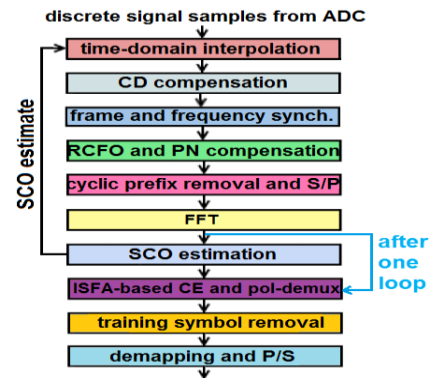 discrete signal samples from ADC
time-domain interpolation
CD compensation
frame and frequency synch.
RCFO and PN compensation
cyclic prefix removal and S/P
FFT
SCO estimation
ISFA-based CE and pol-demux
training symbol removal
demapping and P/S
SCO estimate
after
one
loop